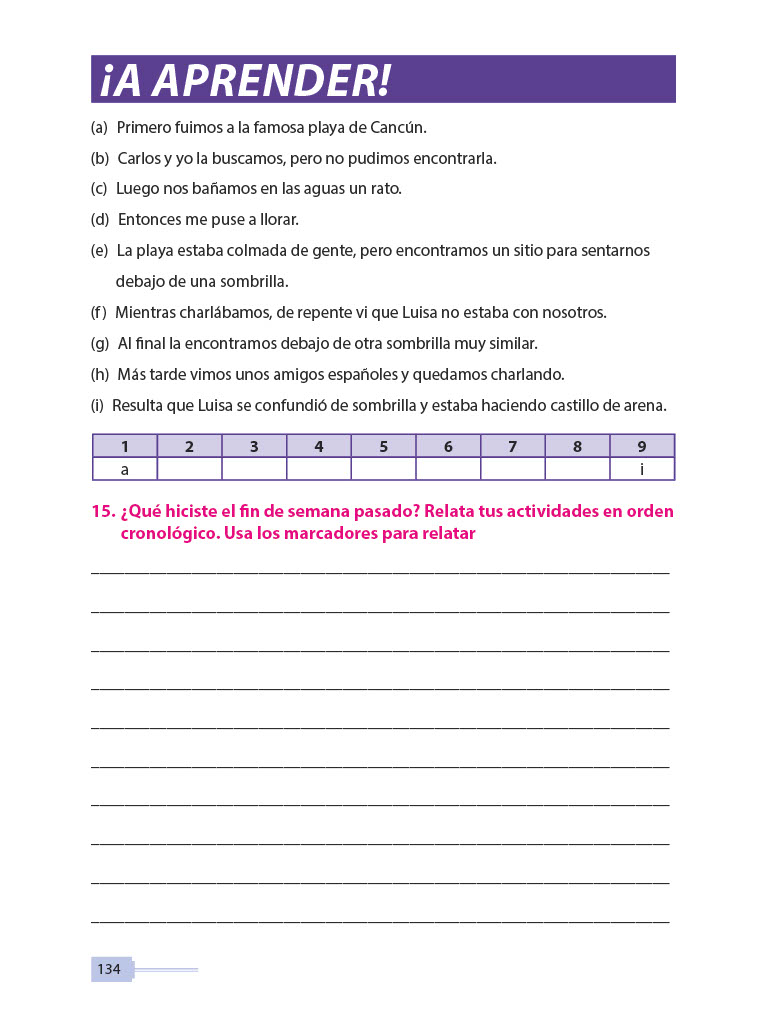 ¡A APRENDER!
(a) Primero fuimos a la famosa playa de Cancún.
(b) Carlos y yo la buscamos, pero no pudimos encontrarla.
(c) Luego nos bañamos en las aguas un rato.
(d) Entonces me puse a llorar.
(e) La playa estaba colmada de gente, pero encontramos un sitio para sentarnos
debajo de una sombrilla.
(f) Mientras charlábamos, de repente vi que Luisa no estaba con nosotros.
(g) Al final la encontramos debajo de otra sombrilla muy similar.
(h) Más tarde vimos unos amigos españoles y quedamos charlando.
(i) Resulta que Luisa se confundió de sombrilla y estaba haciendo castillo de arena.
1 2 3 4 5 6 7 8 9
a i
15. ¿Qué hiciste el fin de semana pasado? Relata tus actividades en orden
cronológico. Usa los marcadores para relatar
134